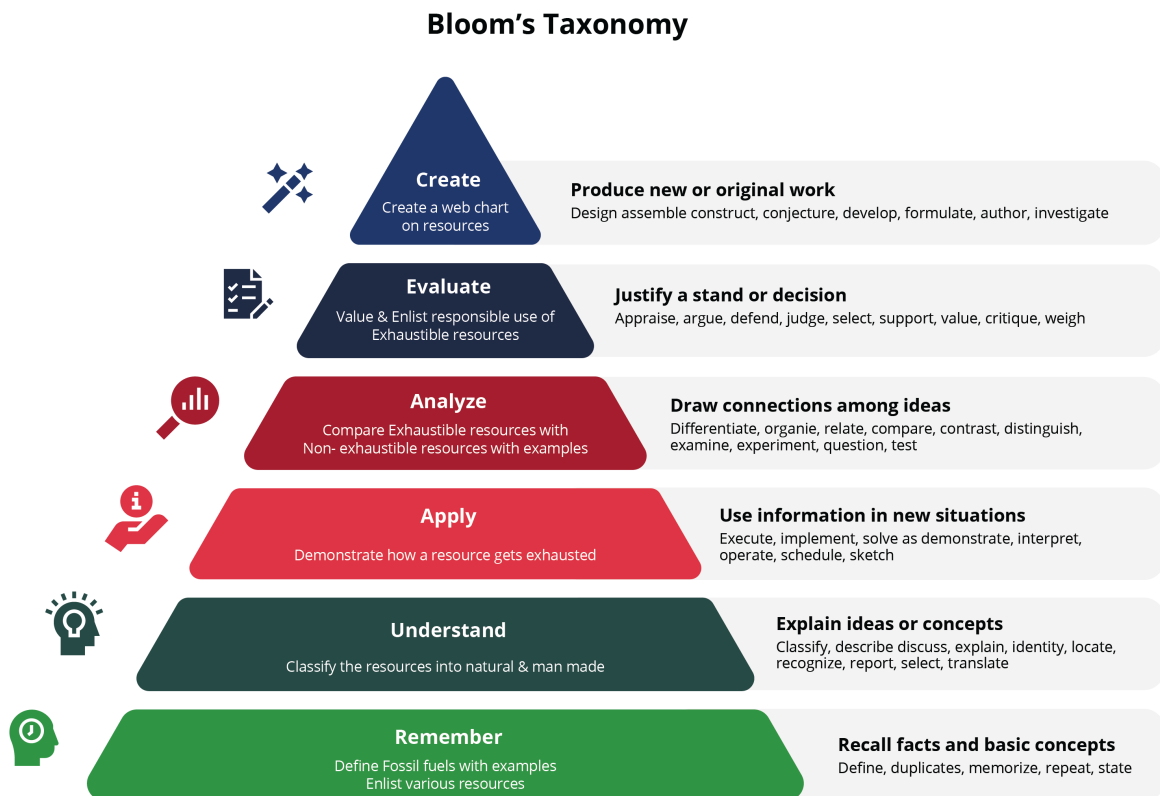 Bloom’s Taxonomy
Create
Create a web chart
on resources
Produce new or original work
Design assemble construct, conjecture, develop, formulate, author, investigate
Evaluate
Value & Enlist responsible use of
Exhaustible resources
Justify a stand or decision
Appraise, argue, defend, judge, select, support, value, critique, weigh
Analyze
Compare Exhaustible resources with
Non- exhaustible resources with examples
Draw connections among ideas
Differentiate, organie, relate, compare, contrast, distinguish,
examine, experiment, question, test
Apply
Demonstrate how a resource gets exhausted
Use information in new situations
Execute, implement, solve as demonstrate, interpret,
operate, schedule, sketch
Understand
Classify the resources into natural & man made
Explain ideas or concepts
Classify, describe discuss, explain, identity, locate,
recognize, report, select, translate
Remember
Define Fossil fuels with examples
Enlist various resources
Recall facts and basic concepts
Define, duplicates, memorize, repeat, state